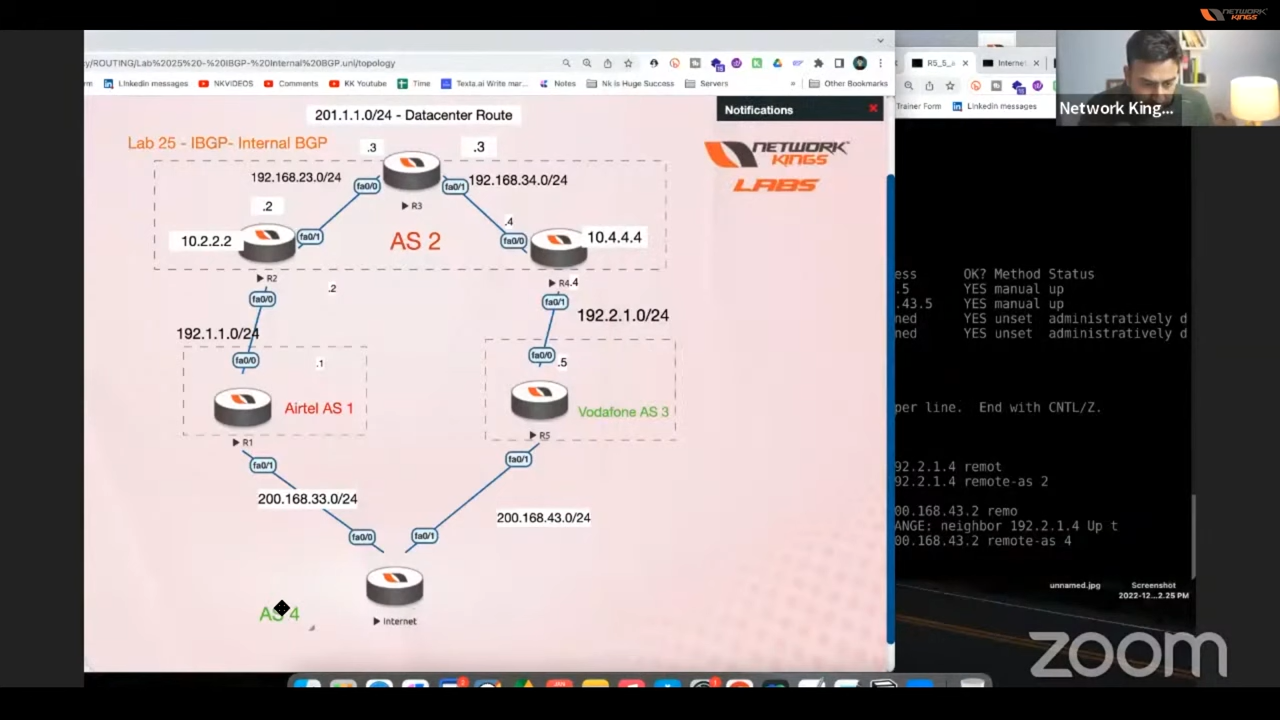 NETWORK KINGS
y/ROUTING/Lab%2025%20-%20IBGP-%20Internal%20BGP.unl/topology
LinkedIn messages
NKVIDEOS
Comments
KK Youtube
Time
Texta.ai Write mar...
Notes
Nk is Huge Success
Servers
»
Other Bookmarks
R5_5_
Internet
Trainer Form
Linkedin messages
Network King...
Notifications
NETWORK KINGS
LABS
201.1.1.0/24 - Datacenter Route
Lab 25 - IBGP- Internal BGP
.3
.3
192.168.23.0/24
fa0/0
fa0/1
192.168.34.0/24
R3
.2
.4
10.2.2.2
fa0/1
AS 2
fa0/0
10.4.4.4
R2
.2
R4.4
fa0/0
fa0/1
192.1.1.0/24
192.2.1.0/24
fa0/0
.1
fa0/0
.5
Airtel AS 1
Vodafone AS 3
R1
R5
fa0/1
fa0/1
200.168.33.0/24
200.168.43.0/24
fa0/0
fa0/1
AS 4
Internet
ess OK? Method Status
.5 YES manual up
.43.5 YES manual up
ned YES unset administratively d
ned YES unset administratively d
per line. End with CNTL/Z.
92.2.1.4 remot
92.2.1.4 remote-as 2
00.168.43.2 remo
ANGE: neighbor 192.2.1.4 Up t
00.168.43.2 remote-as 4
unnamed.jpg
Screenshot
2022-12...2.25 PM
zoom